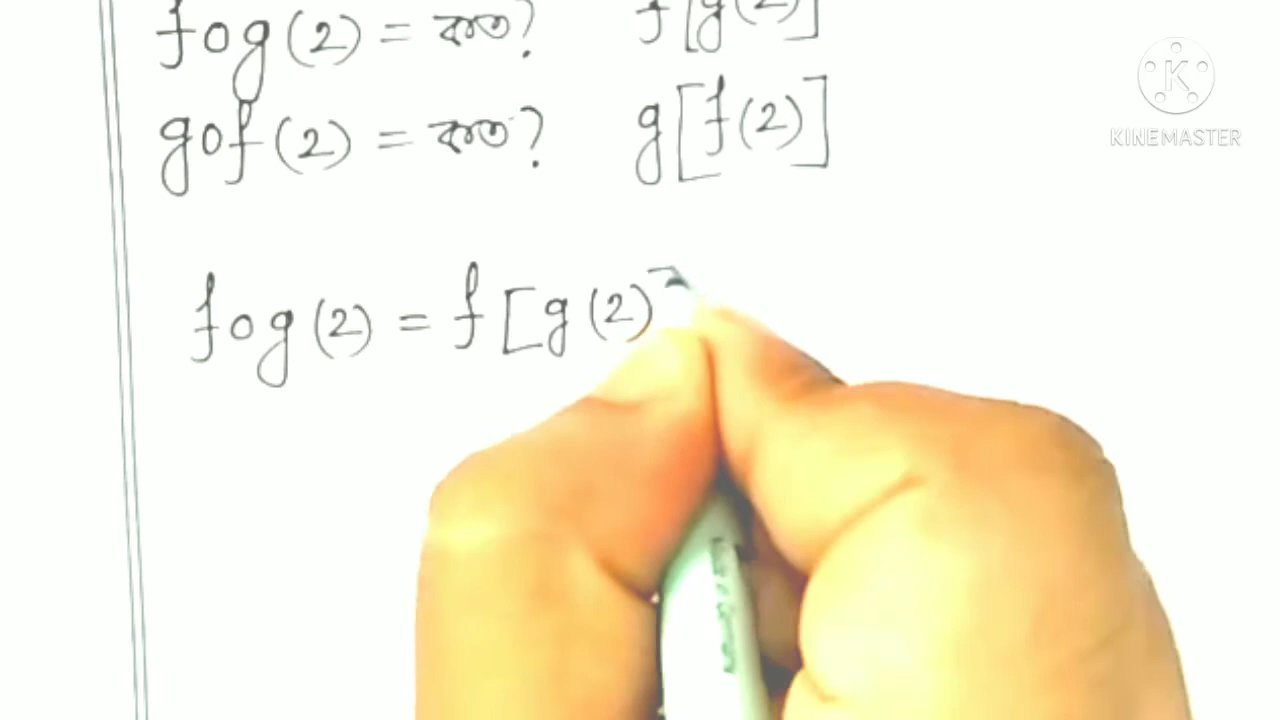 fog(2) = কত? f[g(2)]
gof(2) = কত? g[f(2)]
fog(2) = f[g(2)]
K
KINEMASTER